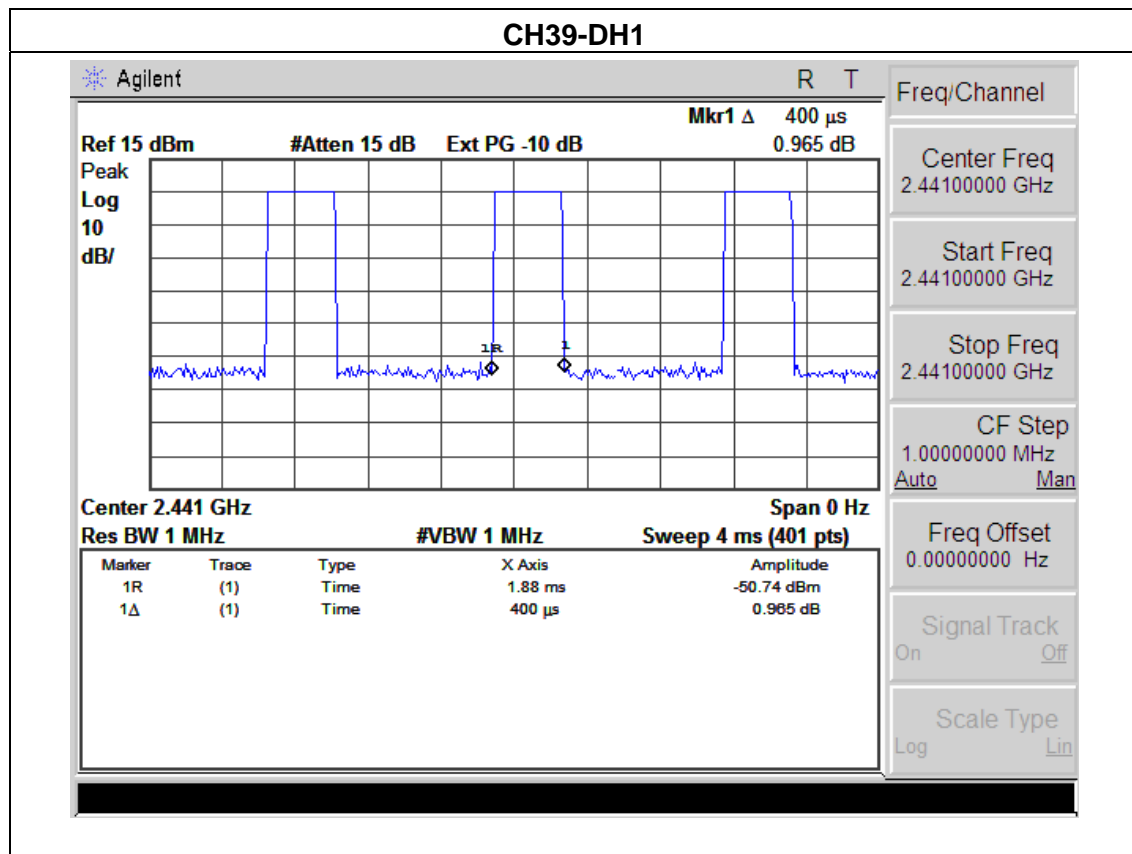 CH39-DH1
Agilent R T
Mkr1 Δ 400 µs
Ref 15 dBm #Atten 15 dB Ext PG -10 dB 0.965 dB
Peak
Log
10
dB/
1R
1
Center 2.441 GHz Span 0 Hz
Res BW 1 MHz #VBW 1 MHz Sweep 4 ms (401 pts)
Marker Trace Type X Axis Amplitude
1R (1) Time 1.88 ms -50.74 dBm
1Δ (1) Time 400 µs 0.965 dB
Freq/Channel
Center Freq
2.44100000 GHz
Start Freq
2.44100000 GHz
Stop Freq
2.44100000 GHz
CF Step
1.00000000 MHz
Auto Man
Freq Offset
0.00000000 Hz
Signal Track
On Off
Scale Type
Log Lin